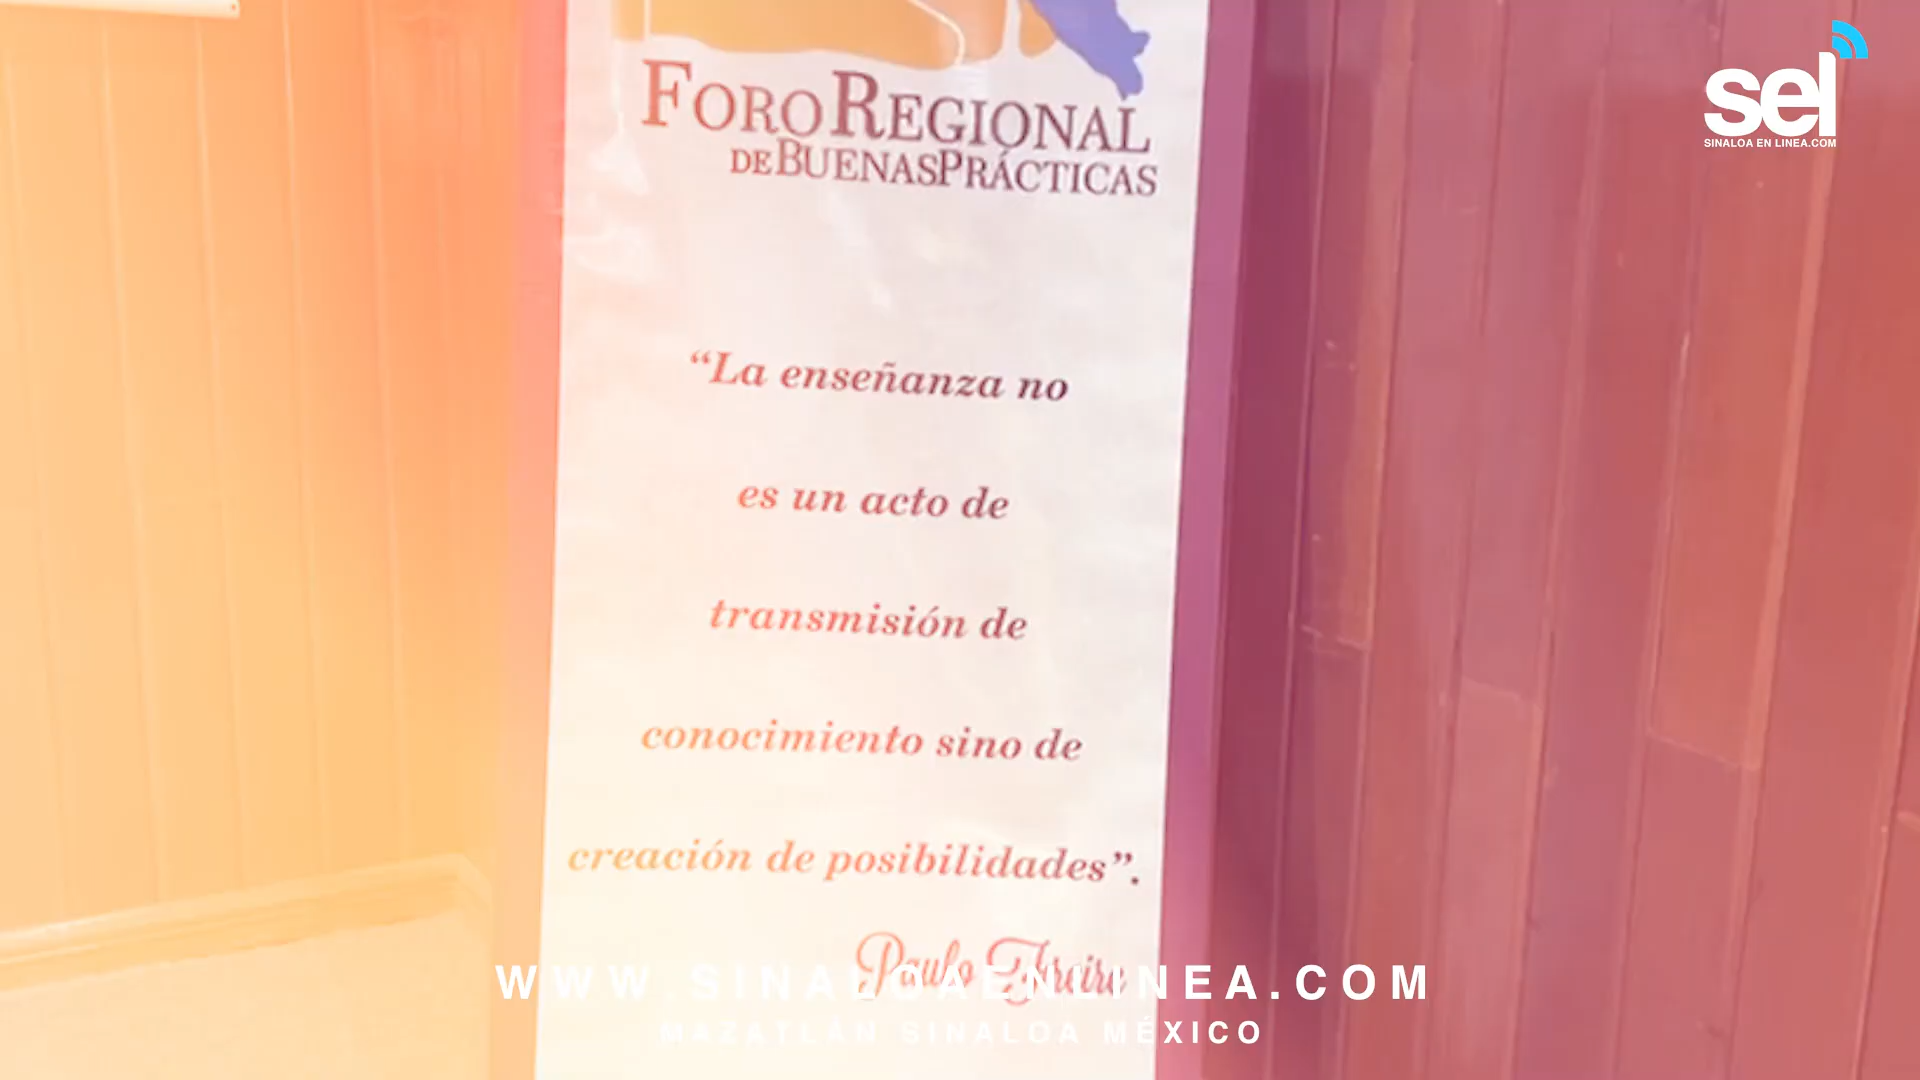 sel
SINALOA EN LINEA.COM
FORO REGIONAL
DE BUENAS PRÁCTICAS
“La enseñanza no
es un acto de
transmisión de
conocimiento sino de
creación de posibilidades”.
Paulo Freire
WWW.SINALOAENLINEA.COM
MAZATLÁN SINALOA MÉXICO